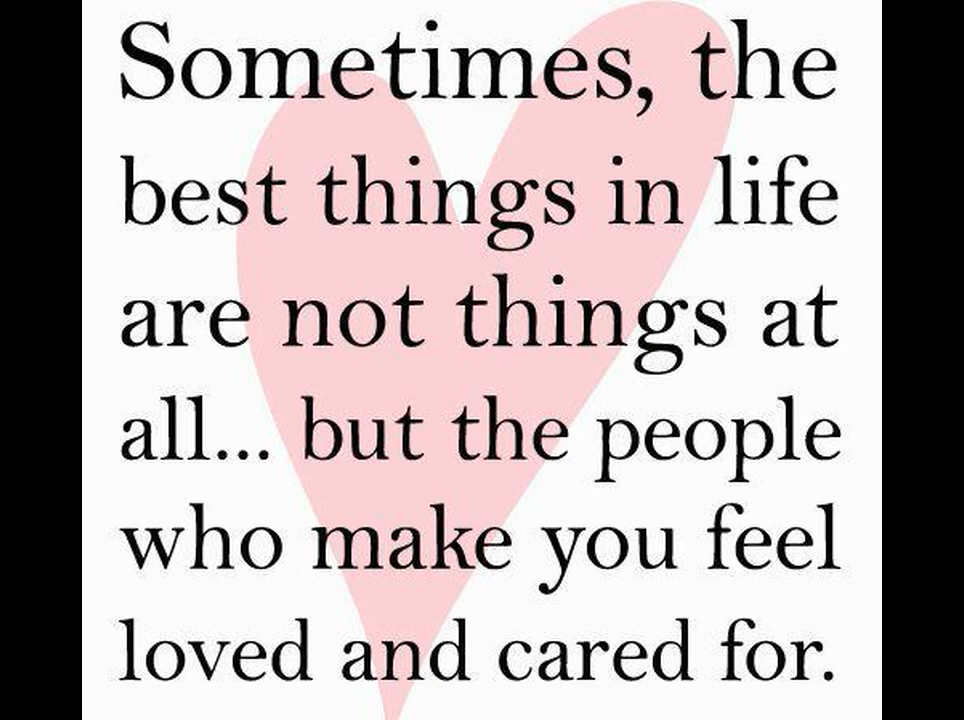 Sometimes, the
best things in life
are not things at
all... but the people
who make you feel
loved and cared for.